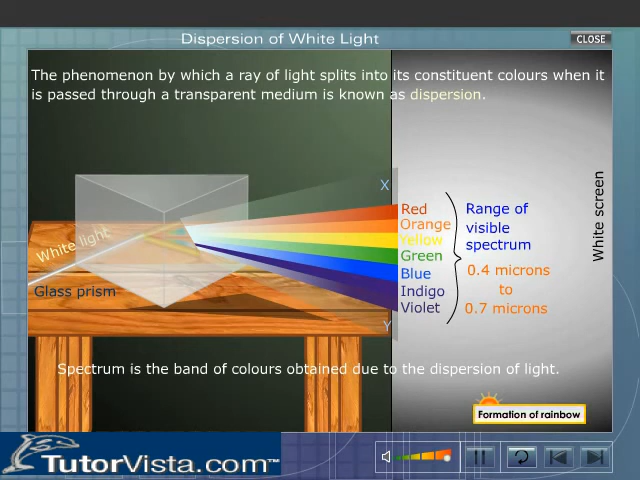 Dispersion of White Light
CLOSE
The phenomenon by which a ray of light splits into its constituent colours when it
is passed through a transparent medium is known as dispersion.
X
Red
Orange
Yellow
Green
Blue
Indigo
Violet
Y
Range of
visible
spectrum
0.4 microns
to
0.7 microns
White screen
White light
Glass prism
Spectrum is the band of colours obtained due to the dispersion of light.
Formation of rainbow
TutorVista.com™